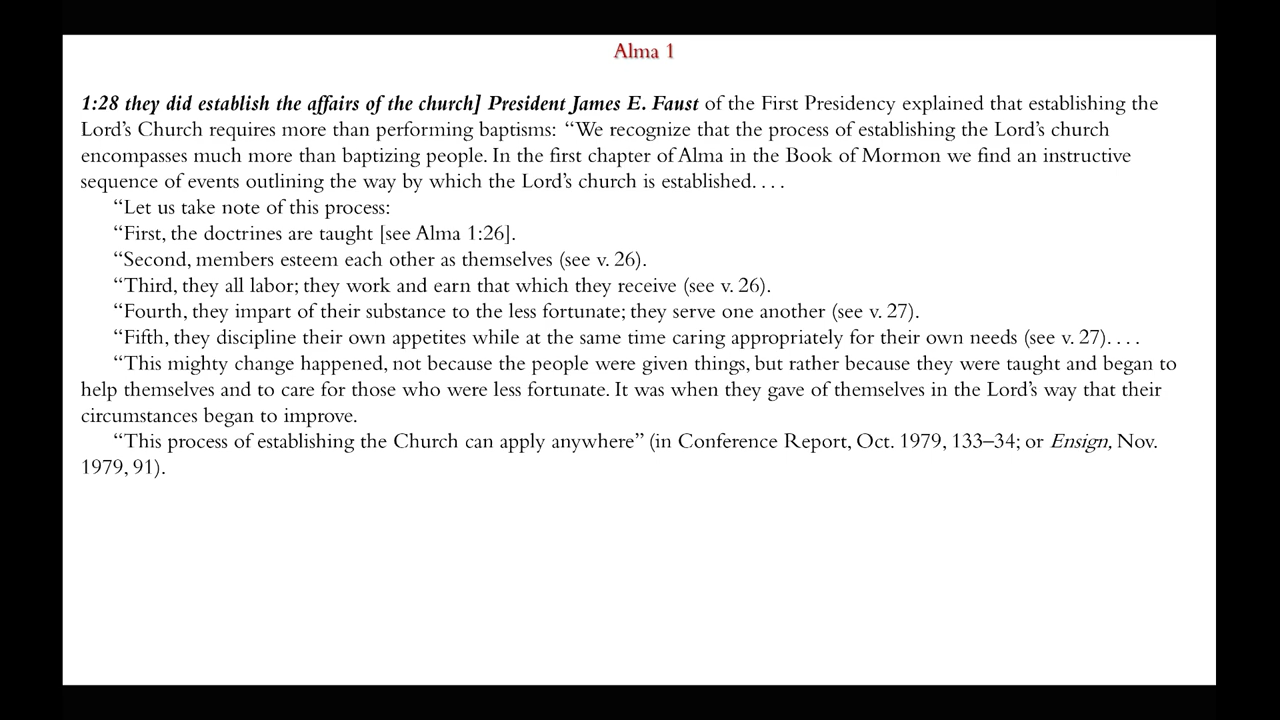 Alma 1
1:28 they did establish the affairs of the church] President James E. Faust of the First Presidency explained that establishing the
Lord's Church requires more than performing baptisms: “We recognize that the process of establishing the Lord's church
encompasses much more than baptizing people. In the first chapter of Alma in the Book of Mormon we find an instructive
sequence of events outlining the way by which the Lord's church is established. . . .
“Let us take note of this process:
“First, the doctrines are taught [see Alma 1:26].
“Second, members esteem each other as themselves (see v. 26).
“Third, they all labor; they work and earn that which they receive (see v. 26).
“Fourth, they impart of their substance to the less fortunate; they serve one another (see v. 27).
“Fifth, they discipline their own appetites while at the same time caring appropriately for their own needs (see v. 27). . . .
“This mighty change happened, not because the people were given things, but rather because they were taught and began to
help themselves and to care for those who were less fortunate. It was when they gave of themselves in the Lord's way that their
circumstances began to improve.
“This process of establishing the Church can apply anywhere” (in Conference Report, Oct. 1979, 133–34; or Ensign, Nov.
1979, 91).